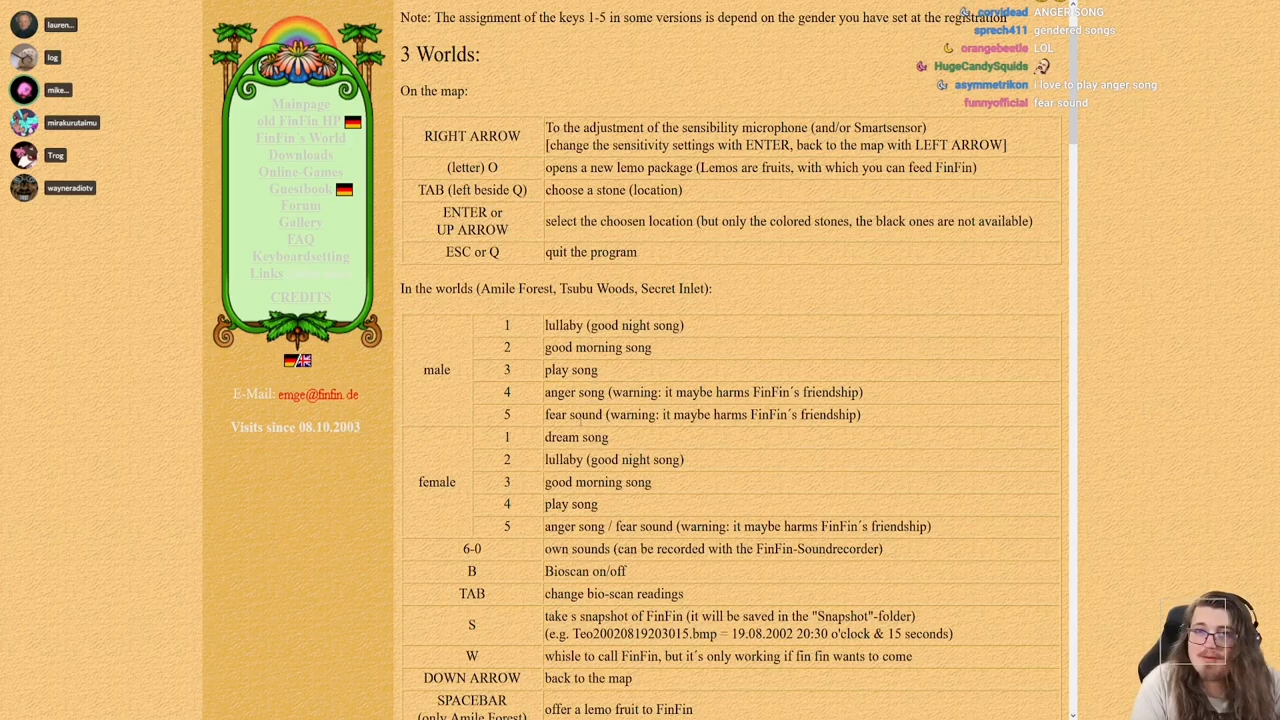 lauren...
log
mike...
mirakurutaimu
Trog
wayneradiotv
Mainpage
old FinFin HP
FinFin´s World
Downloads
Online-Games
Guestbook
Forum
Gallery
FAQ
Keyboardsetting
Links
CREDITS
E-Mail: emge@finfin.de
Visits since 08.10.2003
Note: The assignment of the keys 1-5 in some versions is depend on the gender you have set at the registration
3 Worlds:
On the map:
RIGHT ARROW
To the adjustment of the sensibility microphone (and/or Smartsensor)
[change the sensitivity settings with ENTER, back to the map with LEFT ARROW]
(letter) O opens a new lemo package (Lemos are fruits, with which you can feed FinFin)
TAB (left beside Q) choose a stone (location)
ENTER or
UP ARROW
select the choosen location (but only the colored stones, the black ones are not available)
ESC or Q quit the program
In the worlds (Amile Forest, Tsubu Woods, Secret Inlet):
male
1 lullaby (good night song)
2 good morning song
3 play song
4 anger song (warning: it maybe harms FinFin´s friendship)
5 fear sound (warning: it maybe harms FinFin´s friendship)
female
1 dream song
2 lullaby (good night song)
3 good morning song
4 play song
5 anger song / fear sound (warning: it maybe harms FinFin´s friendship)
6-0 own sounds (can be recorded with the FinFin-Soundrecorder)
B Bioscan on/off
TAB change bio-scan readings
S
take s snapshot of FinFin (it will be saved in the "Snapshot"-folder)
(e.g. Teo20020819203015.bmp = 19.08.2002 20:30 o'clock & 15 seconds)
W whisle to call FinFin, but it´s only working if fin fin wants to come
DOWN ARROW back to the map
SPACEBAR
(only Amile Forest)
offer a lemo fruit to FinFin
corvidead ANGER SONG
sprech411 gendered songs
orangebeetle LOL
HugeCandySquids
asymmetrikon i love to play anger song
funnyofficial fear sound